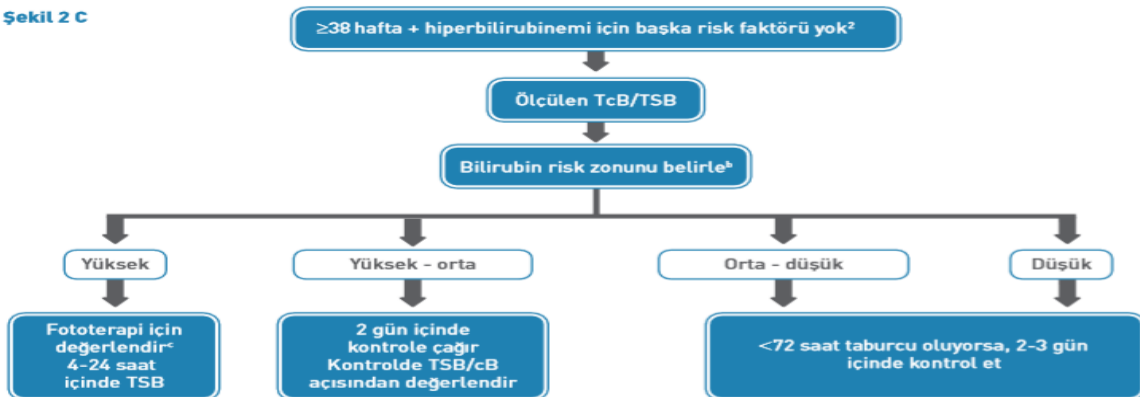 Şekil 2 C
≥38 hafta + hiperbilirubinemi için başka risk faktörü yok²
Ölçülen TcB/TSB
Bilirubin risk zonunu belirleᵇ
Yüksek
Yüksek - orta
Orta - düşük
Düşük
Fototerapi için
değerlendirᶜ
4-24 saat
içinde TSB
2 gün içinde
kontrole çağır
Kontrolde TSB/cB
açısından değerlendir
<72 saat taburcu oluyorsa, 2-3 gün
içinde kontrol et